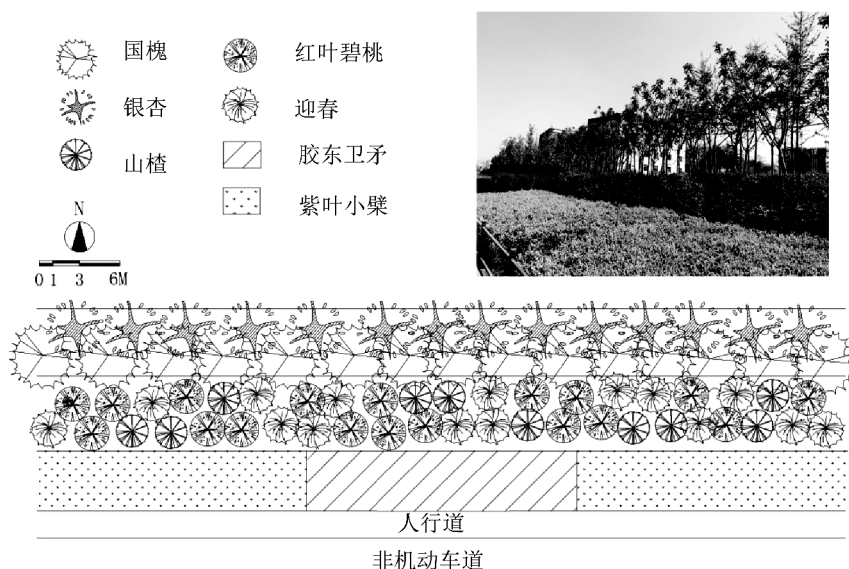 国槐
红叶碧桃
银杏
迎春
山楂
胶东卫矛
紫叶小檗
N
0 1 3 6M
人行道
非机动车道